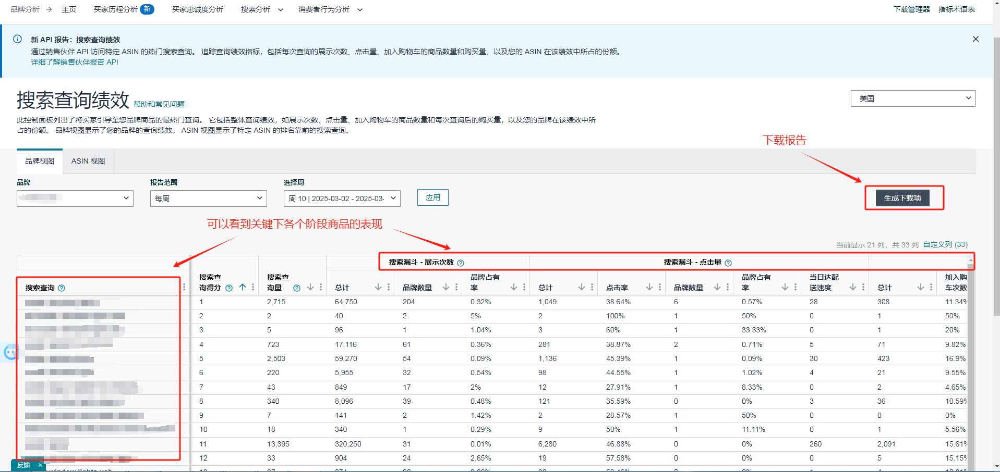 品牌分析 → 主页 买家历程分析 新 买家忠诚度分析 搜索分析 消费者行为分析 下载管理器 指标术语表
新 API 报告：搜索查询绩效
通过销售伙伴 API 访问特定 ASIN 的热门搜索查询。 追踪查询绩效指标，包括每次查询的展示次数、点击量、加入购物车的商品数量和购买量，以及您的 ASIN 在该绩效中所占的份额。
详细了解销售伙伴报告 API
搜索查询绩效 帮助和常见问题
美国
此控制面板列出了将买家引导至您品牌商品的最热门查询。 它包括整体查询绩效，如展示次数、点击量、加入购物车的商品数量和每次查询后的购买量，以及您的品牌在该绩效中所
占的份额。 品牌视图显示了您的品牌的查询绩效。 ASIN 视图显示了特定 ASIN 的排名靠前的搜索查询。
下载报告
品牌视图 ASIN 视图
品牌 报告范围 选择周
每周 周 10 | 2025-03-02 - 2025-03- 应用 生成下载项
可以看到关键下各个阶段商品的表现
当前显示 21 列，共 33 列 自定义列 (33)
搜索漏斗 - 展示次数 搜索漏斗 - 点击量
搜索查询 搜索查询得分 搜索查询量 总计 品牌数量 品牌占有率 总计 点击率 品牌数量 品牌占有率 当日达配送速度 总计 加入购车次数
1 2,715 64,750 204 0.32% 1,049 38.64% 6 0.57% 28 308 11.34%
2 2 40 2 5% 2 100% 1 50% 0 1 50%
3 5 96 1 1.04% 3 60% 1 33.33% 0 1 20%
4 723 17,116 61 0.36% 281 38.87% 2 0.71% 5 71 9.82%
5 2,503 59,270 54 0.09% 1,136 45.39% 1 0.09% 30 423 16.9%
6 220 5,955 32 0.54% 98 44.55% 1 1.02% 4 21 9.55%
7 43 849 17 2% 12 27.91% 1 8.33% 0 2 4.65%
8 340 8,096 39 0.48% 121 35.59% 0 0% 3 36 10.59%
9 7 141 2 1.42% 2 28.57% 1 50% 0 0 0%
10 18 340 1 0.29% 9 50% 1 11.11% 0 1 5.56%
11 13,395 320,250 31 0.01% 6,280 46.88% 0 0% 260 2,091 15.61%
12 33 904 24 2.65% 19 57.58% 0 0% 0 5 15.15%
反馈 ×